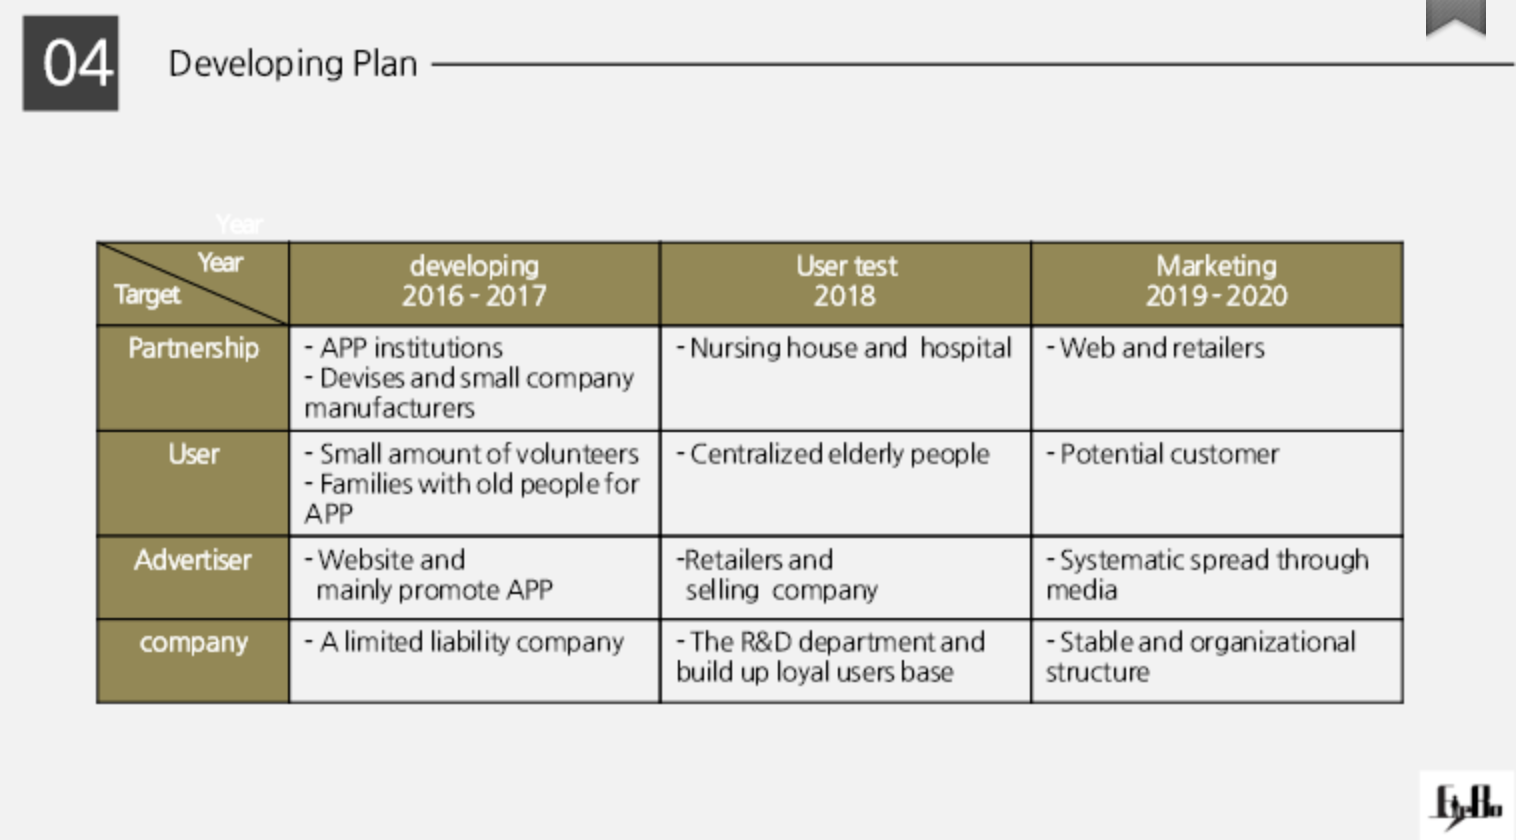 04
Developing Plan
Year
Year
Target
developing
2016 - 2017
User test
2018
Marketing
2019 - 2020
Partnership
- APP institutions
- Devises and small company
manufacturers
- Nursing house and hospital
- Web and retailers
User
- Small amount of volunteers
- Families with old people for
APP
- Centralized elderly people
- Potential customer
Advertiser
- Website and
mainly promote APP
-Retailers and
selling company
- Systematic spread through
media
company
- A limited liability company
- The R&D department and
build up loyal users base
- Stable and organizational
structure